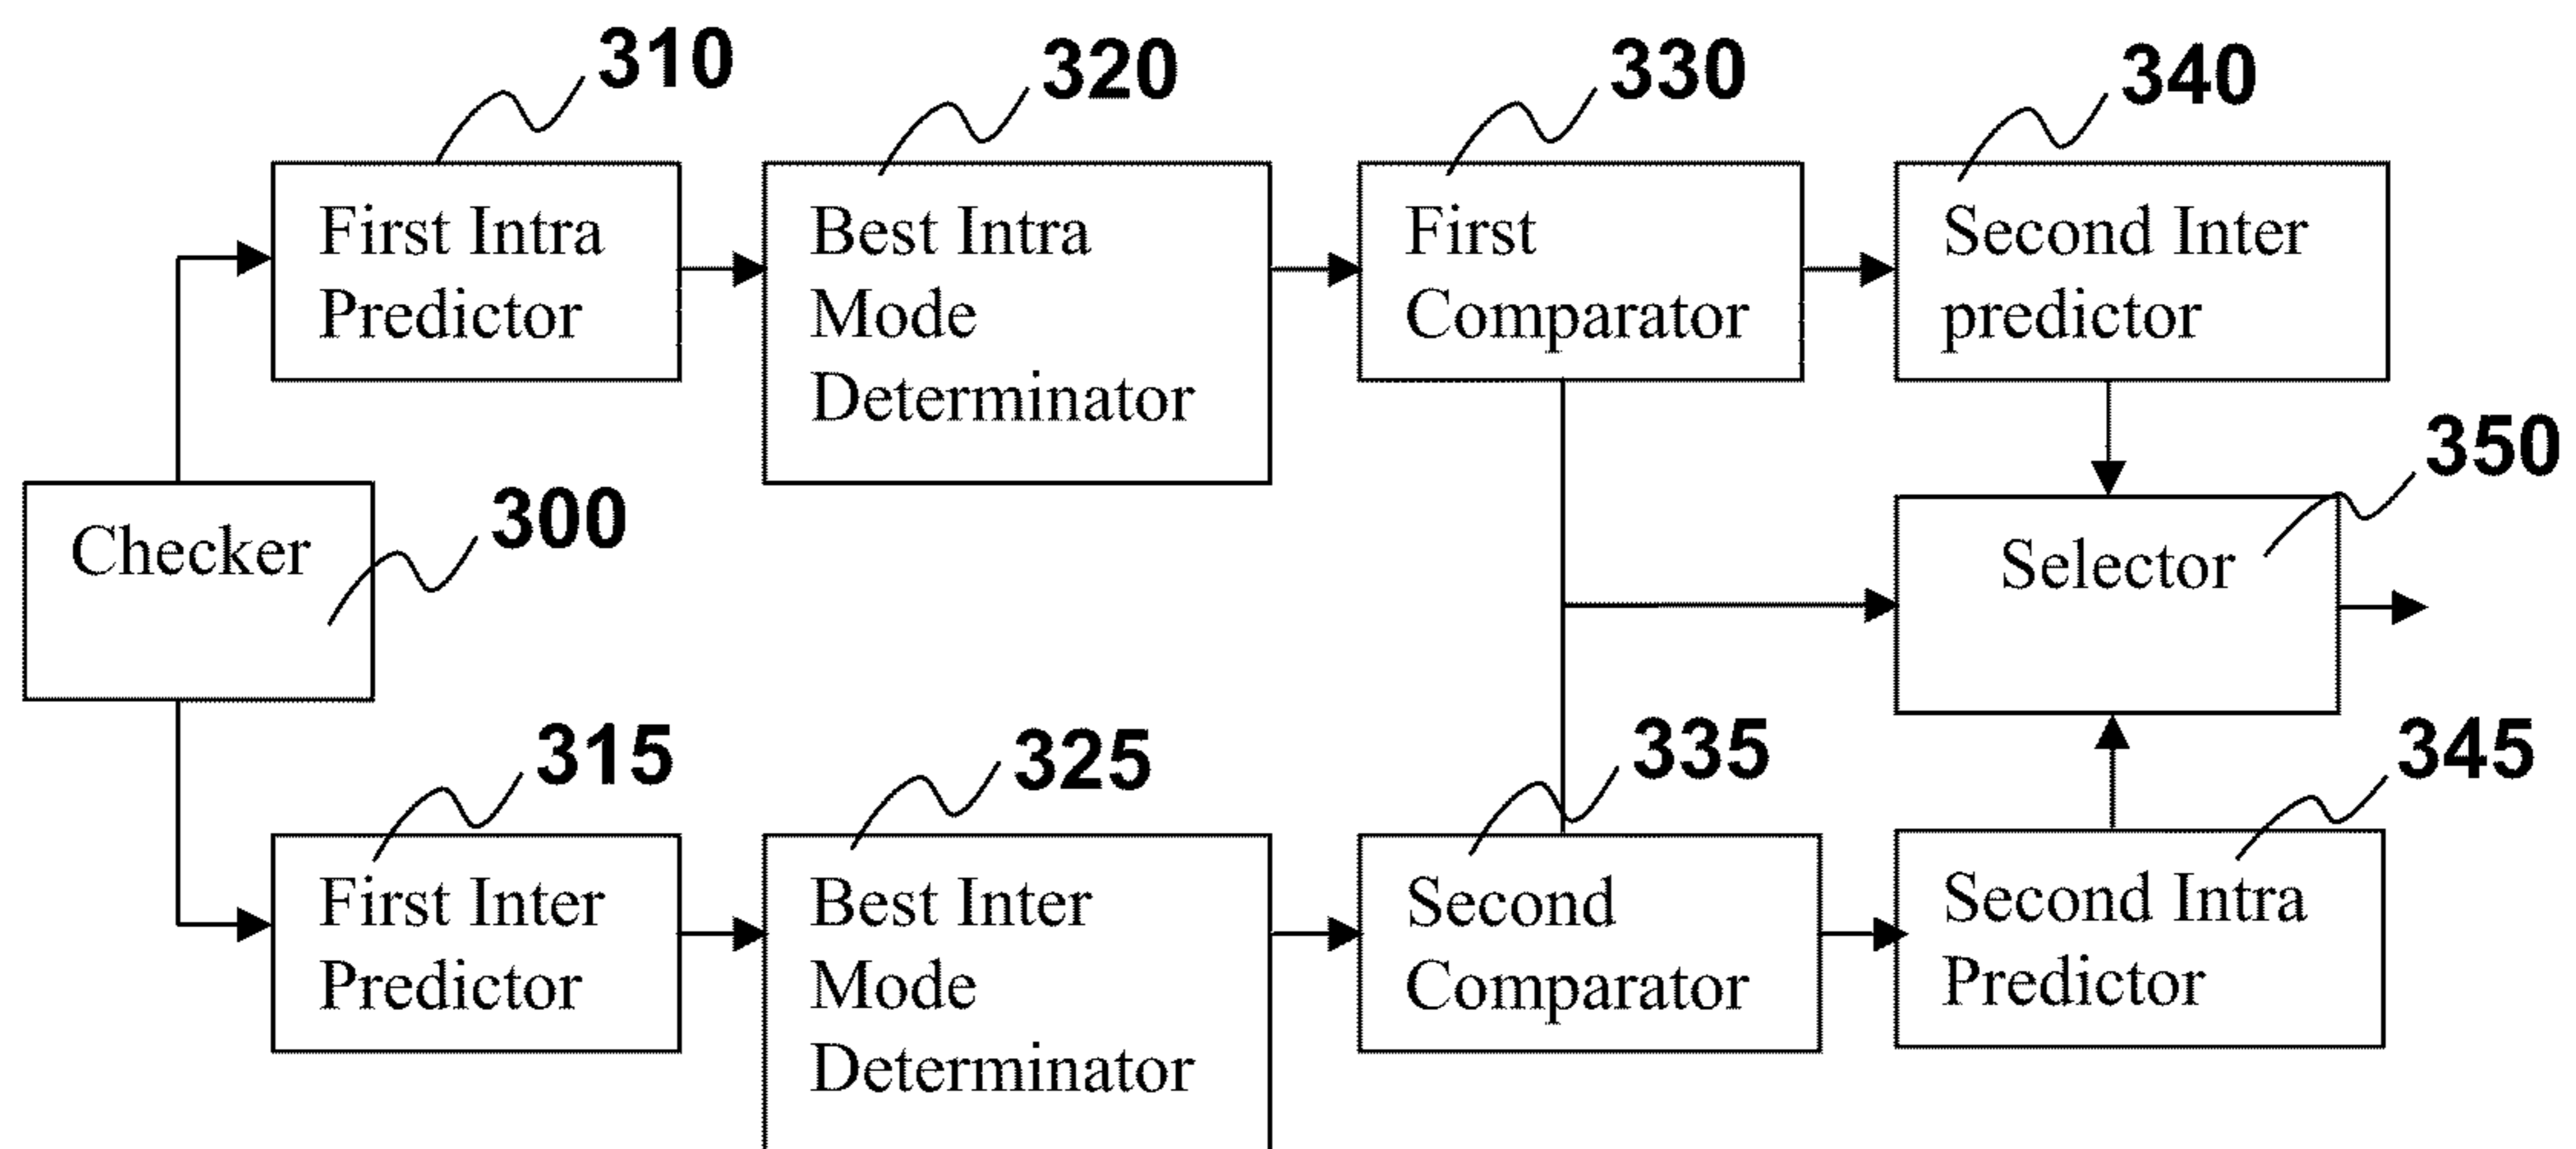 310
320
330
340
First Intra
Predictor
Best Intra
Mode
Determinator
First
Comparator
Second Inter
predictor
350
300
Checker
Selector
315
325
335
345
First Inter
Predictor
Best Inter
Mode
Determinator
Second
Comparator
Second Intra
Predictor